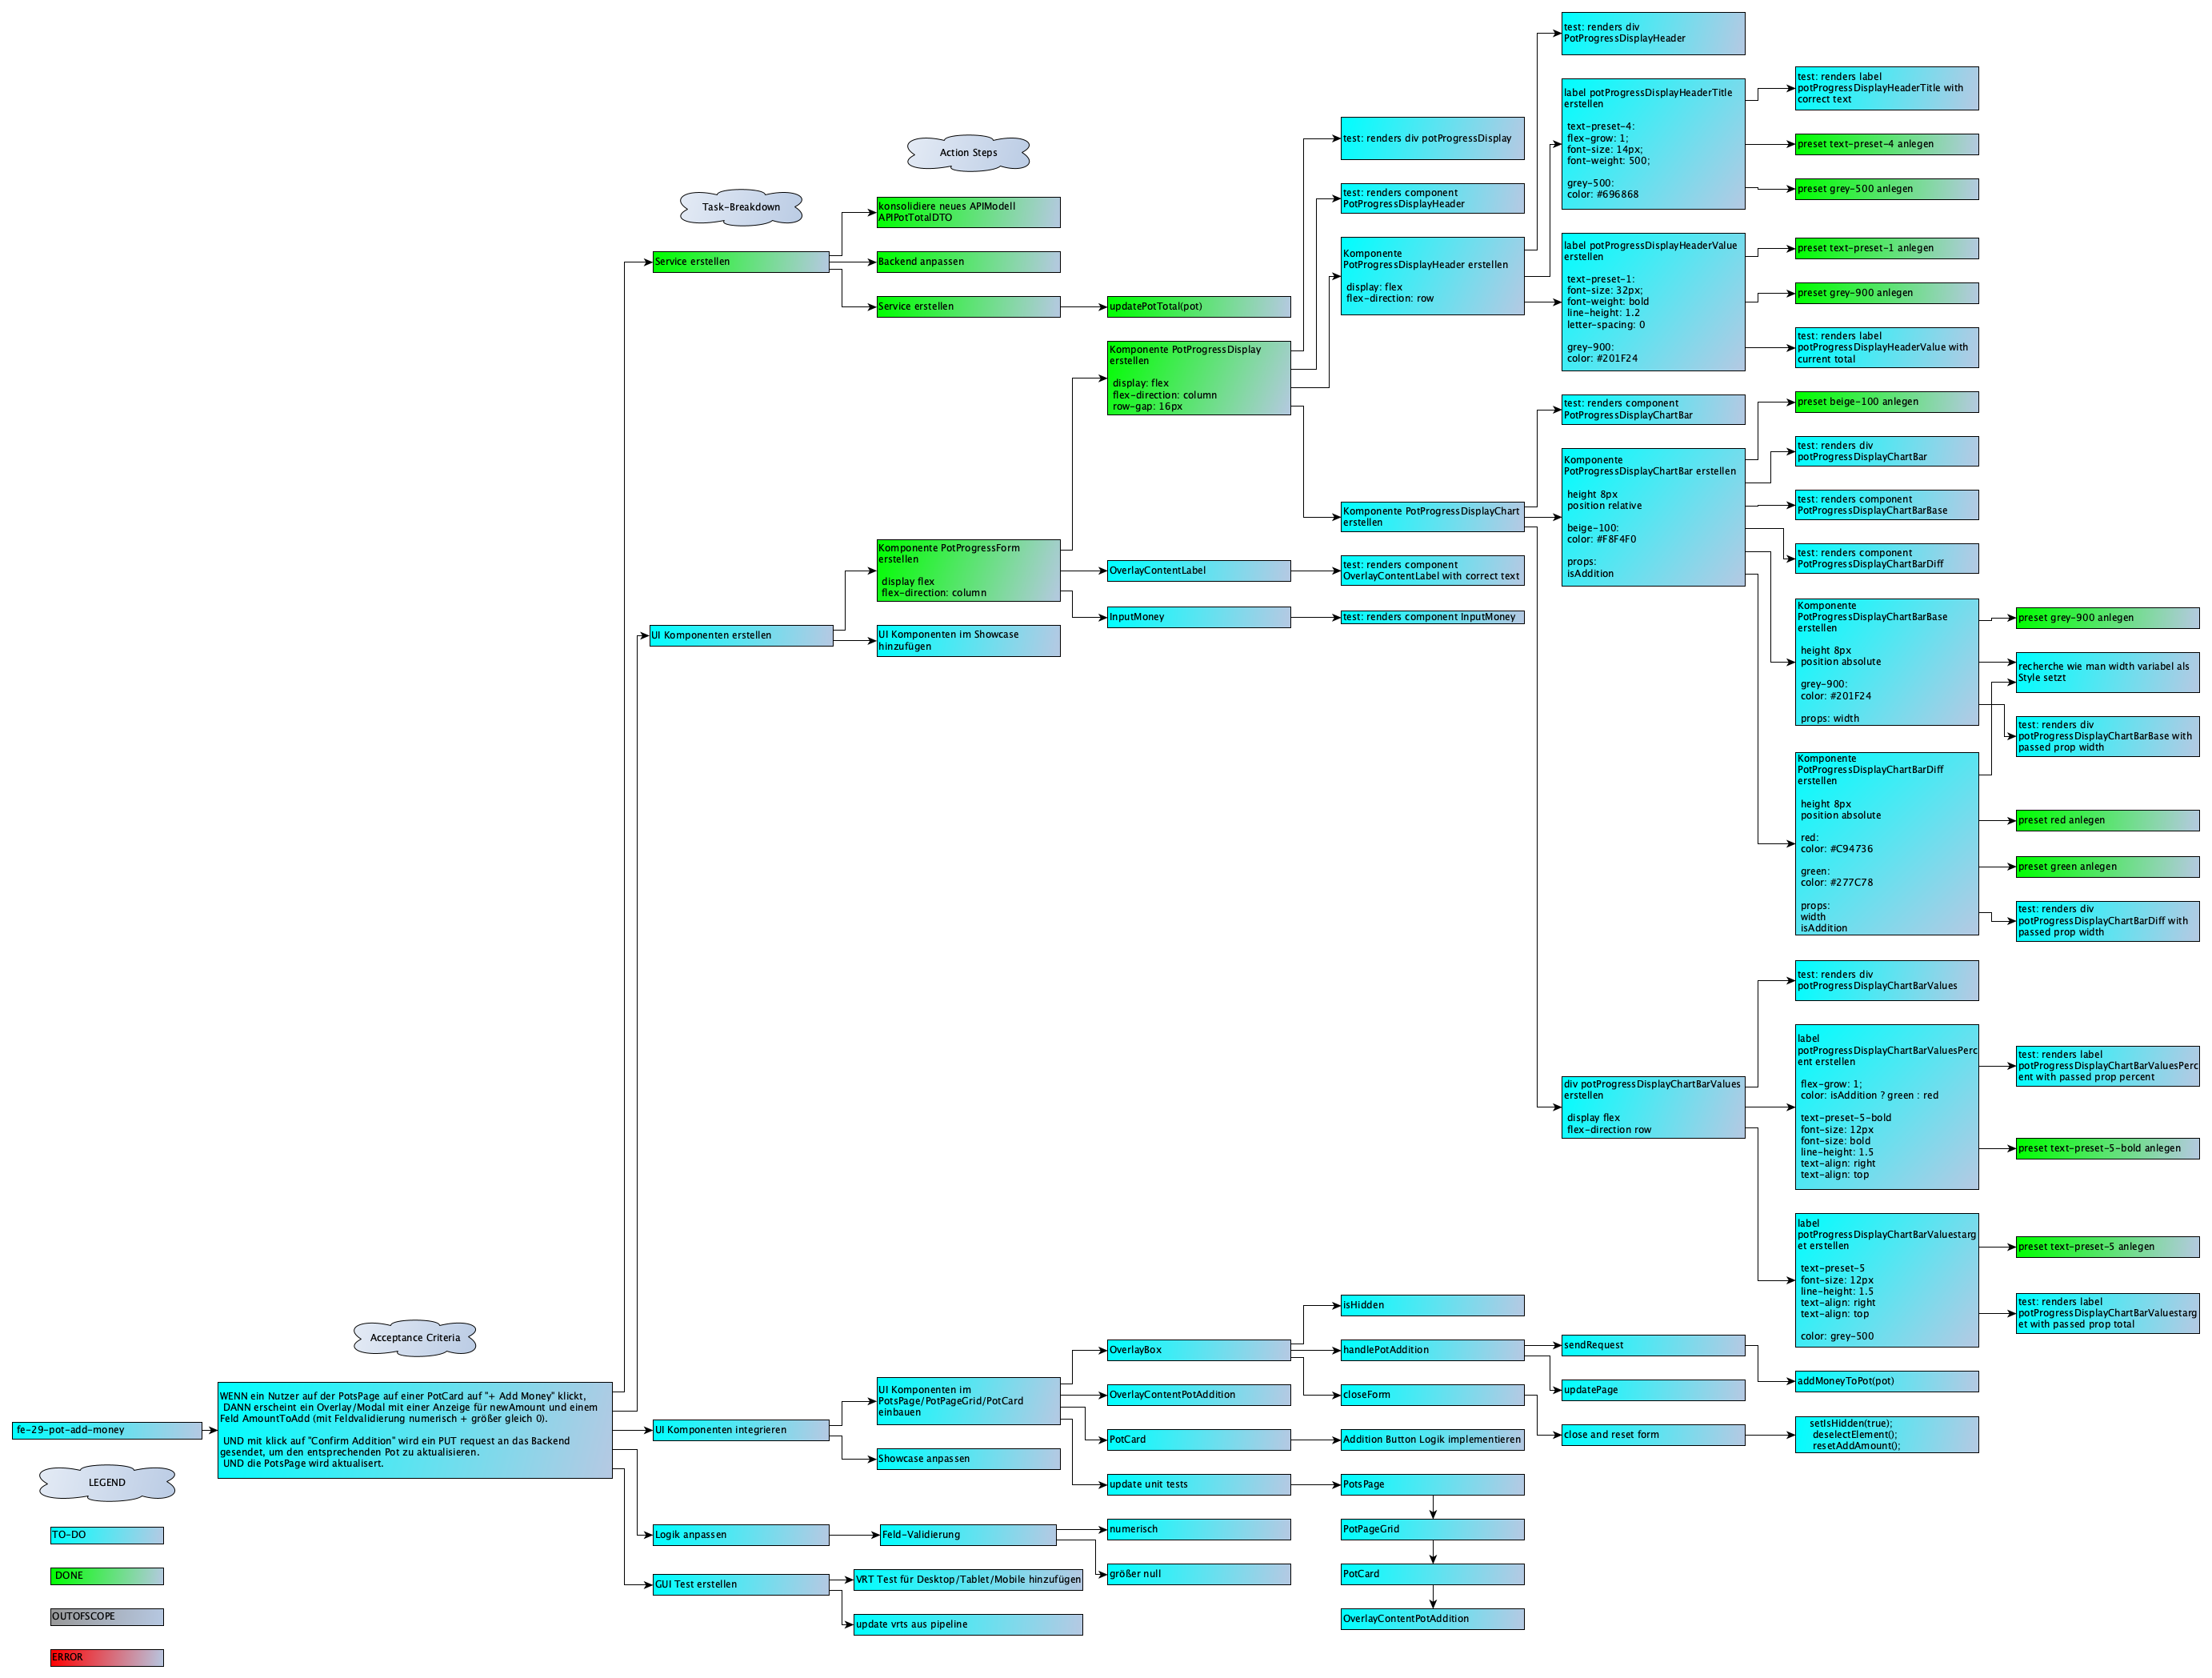 fe-29-pot-add-money
LEGEND
TO-DO
DONE
OUTOFSCOPE
ERROR
Acceptance Criteria
WENN ein Nutzer auf der PotsPage auf einer PotCard auf "+ Add Money" klickt,
DANN erscheint ein Overlay/Modal mit einer Anzeige für newAmount und einem
Feld AmountToAdd (mit Feldvalidierung numerisch + größer gleich 0).
UND mit klick auf "Confirm Addition" wird ein PUT request an das Backend
gesendet, um den entsprechenden Pot zu aktualisieren.
UND die PotsPage wird aktualisert.
Task-Breakdown
Service erstellen
UI Komponenten erstellen
UI Komponenten integrieren
Logik anpassen
GUI Test erstellen
Action Steps
konsolidiere neues APIModell
APIPotTotalDTO
Backend anpassen
Service erstellen
Komponente PotProgressForm
erstellen
display flex
flex-direction: column
UI Komponenten im Showcase
hinzufügen
UI Komponenten im
PotsPage/PotPageGrid/PotCard
einbauen
Showcase anpassen
Feld-Validierung
VRT Test für Desktop/Tablet/Mobile hinzufügen
update vrts aus pipeline
updatePotTotal(pot)
Komponente PotProgressDisplay
erstellen
display: flex
flex-direction: column
row-gap: 16px
OverlayContentLabel
InputMoney
OverlayBox
OverlayContentPotAddition
PotCard
update unit tests
numerisch
größer null
test: renders div potProgressDisplay
test: renders component
PotProgressDisplayHeader
Komponente
PotProgressDisplayHeader erstellen
display: flex
flex-direction: row
Komponente PotProgressDisplayChart
erstellen
test: renders component
OverlayContentLabel with correct text
test: renders component InputMoney
isHidden
handlePotAddition
closeForm
Addition Button Logik implementieren
PotsPage
PotPageGrid
PotCard
OverlayContentPotAddition
test: renders div
PotProgressDisplayHeader
label potProgressDisplayHeaderTitle
erstellen
text-preset-4:
flex-grow: 1;
font-size: 14px;
font-weight: 500;
grey-500:
color: #696868
label potProgressDisplayHeaderValue
erstellen
text-preset-1:
font-size: 32px;
font-weight: bold
line-height: 1.2
letter-spacing: 0
grey-900:
color: #201F24
test: renders component
PotProgressDisplayChartBar
Komponente
PotProgressDisplayChartBar erstellen
height 8px
position relative
beige-100:
color: #F8F4F0
props:
isAddition
div potProgressDisplayChartBarValues
erstellen
display flex
flex-direction row
sendRequest
updatePage
close and reset form
test: renders label
potProgressDisplayHeaderTitle with
correct text
preset text-preset-4 anlegen
preset grey-500 anlegen
preset text-preset-1 anlegen
preset grey-900 anlegen
test: renders label
potProgressDisplayHeaderValue with
current total
preset beige-100 anlegen
test: renders div
potProgressDisplayChartBar
test: renders component
PotProgressDisplayChartBarBase
test: renders component
PotProgressDisplayChartBarDiff
Komponente
PotProgressDisplayChartBarBase
erstellen
height 8px
position absolute
grey-900:
color: #201F24
props: width
Komponente
PotProgressDisplayChartBarDiff
erstellen
height 8px
position absolute
red:
color: #C94736
green:
color: #277C78
props:
width
isAddition
test: renders div
potProgressDisplayChartBarValues
label
potProgressDisplayChartBarValuesPerc
ent erstellen
flex-grow: 1;
color: isAddition ? green : red
text-preset-5-bold
font-size: 12px
font-size: bold
line-height: 1.5
text-align: right
text-align: top
label
potProgressDisplayChartBarValuestarg
et erstellen
text-preset-5
font-size: 12px
line-height: 1.5
text-align: right
text-align: top
color: grey-500
addMoneyToPot(pot)
setIsHidden(true);
deselectElement();
resetAddAmount();
preset grey-900 anlegen
recherche wie man width variabel als
Style setzt
test: renders div
potProgressDisplayChartBarBase with
passed prop width
preset red anlegen
preset green anlegen
test: renders div
potProgressDisplayChartBarDiff with
passed prop width
test: renders label
potProgressDisplayChartBarValuesPerc
ent with passed prop percent
preset text-preset-5-bold anlegen
preset text-preset-5 anlegen
test: renders label
potProgressDisplayChartBarValuestarg
et with passed prop total